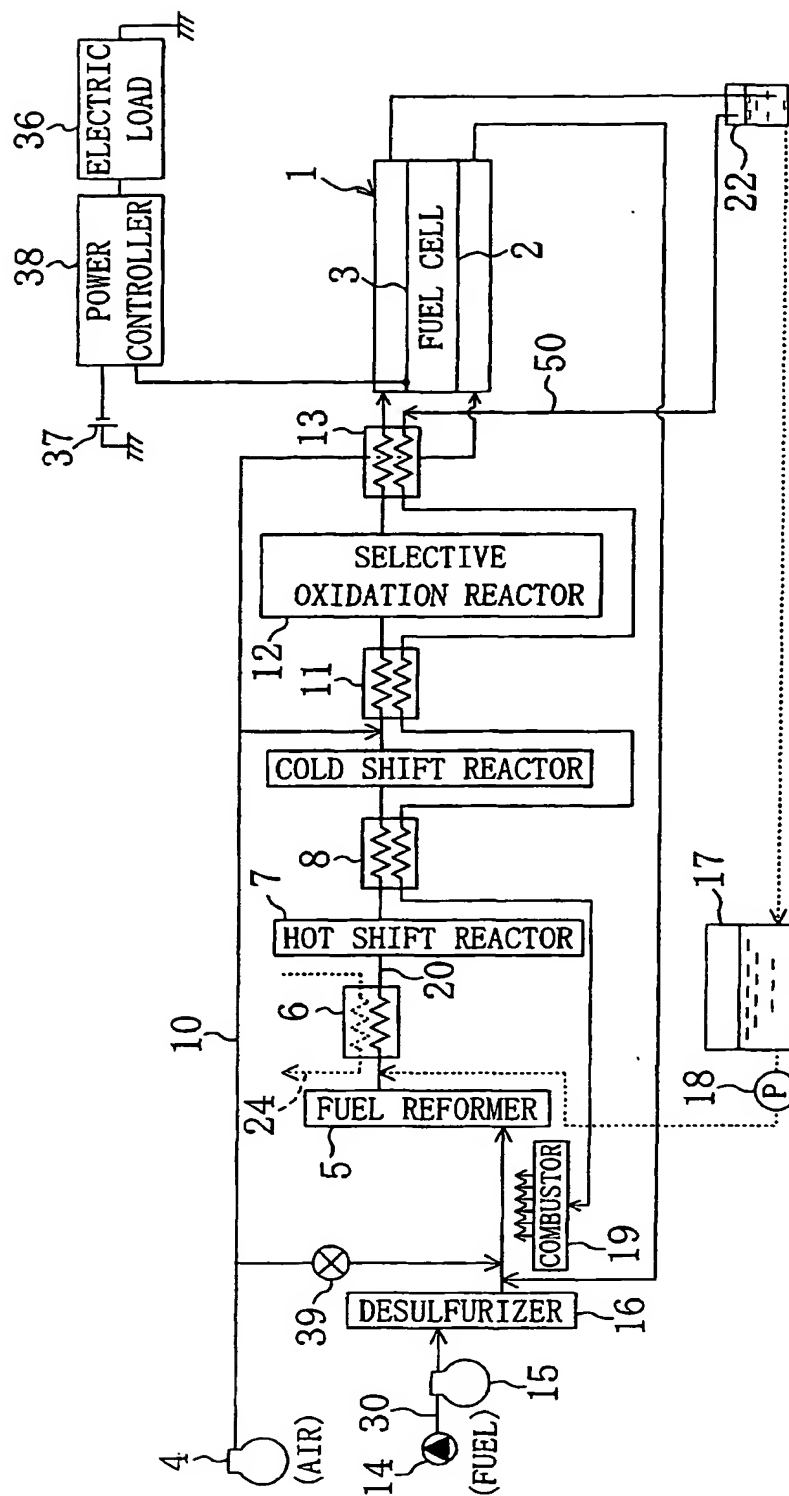 36
ELECTRIC
LOAD
38
POWER
CONTROLLER
37
1
3
FUEL CELL
2
22
50
13
SELECTIVE
OXIDATION REACTOR
12
11
COLD SHIFT REACTOR
8
7
HOT SHIFT REACTOR
20
6
24
10
FUEL REFORMER
5
17
18
P
COMBUSTOR
19
39
DESULFURIZER
16
4
(AIR)
30
15
14
(FUEL)